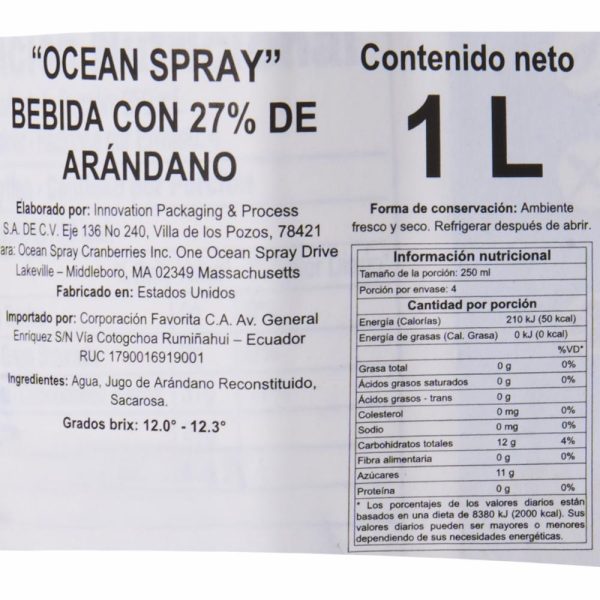 "OCEAN SPRAY"
BEBIDA CON 27% DE
ARÁNDANO
Elaborado por: Innovation Packaging & Process
S.A. DE C.V. Eje 136 No 240, Villa de los Pozos, 78421
ara: Ocean Spray Cranberries Inc. One Ocean Spray Drive
Lakeville – Middleboro, MA 02349 Massachusetts
Fabricado en: Estados Unidos
Importado por: Corporación Favorita C.A. Av. General
Enriquez S/N Vía Cotogchoa Rumiñahui – Ecuador
RUC 1790016919001
Ingredientes: Agua, Jugo de Arándano Reconstituido,
Sacarosa.
Grados brix: 12.0° - 12.3°
Contenido neto
1 L
Forma de conservación: Ambiente
fresco y seco. Refrigerar después de abrir.
Información nutricional
Tamaño de la porción: 250 ml
Porción por envase: 4
Cantidad por porción
Energía (Calorías) 210 kJ (50 kcal)
Energía de grasas (Cal. Grasa) 0 kJ (0 kcal)
%VD*
Grasa total 0 g 0%
Ácidos grasos saturados 0 g 0%
Ácidos grasos - trans 0 g
Colesterol 0 mg 0%
Sodio 0 mg 0%
Carbohidratos totales 12 g 4%
Fibra alimentaria 0 g 0%
Azúcares 11 g
Proteína 0 g 0%
* Los porcentajes de los valores diarios están
basados en una dieta de 8380 kJ (2000 kcal). Sus
valores diarios pueden ser mayores o menores
dependiendo de sus necesidades energéticas.